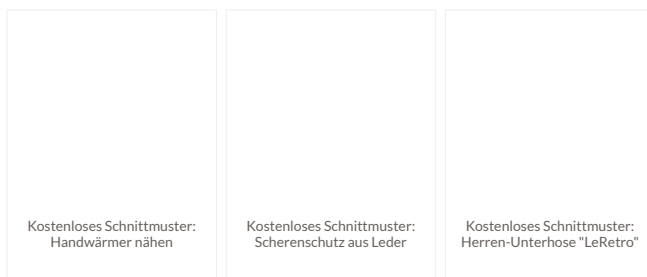 Kostenloses Schnittmuster:
Handwärmer nähen
Kostenloses Schnittmuster:
Scherenschutz aus Leder
Kostenloses Schnittmuster:
Herren-Unterhose "LeRetro"